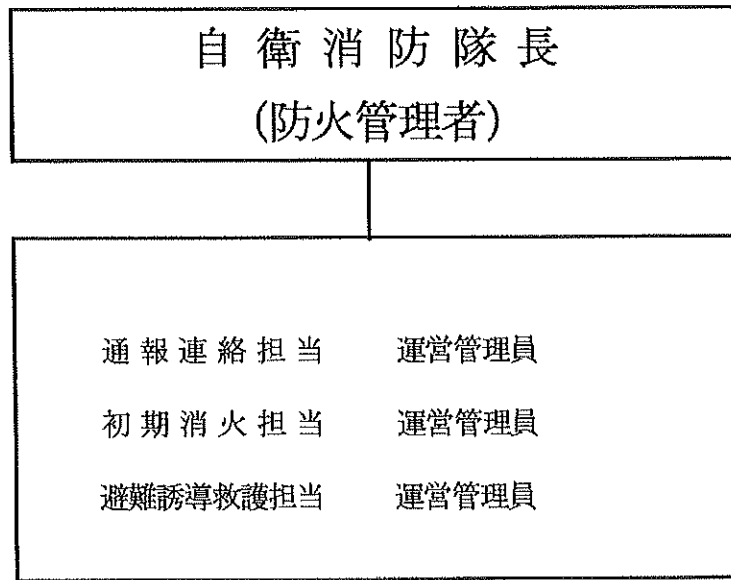 自衛消防隊長
(防火管理者)
通報連絡担当 運営管理員
初期消火担当 運営管理員
避難誘導救護担当 運営管理員